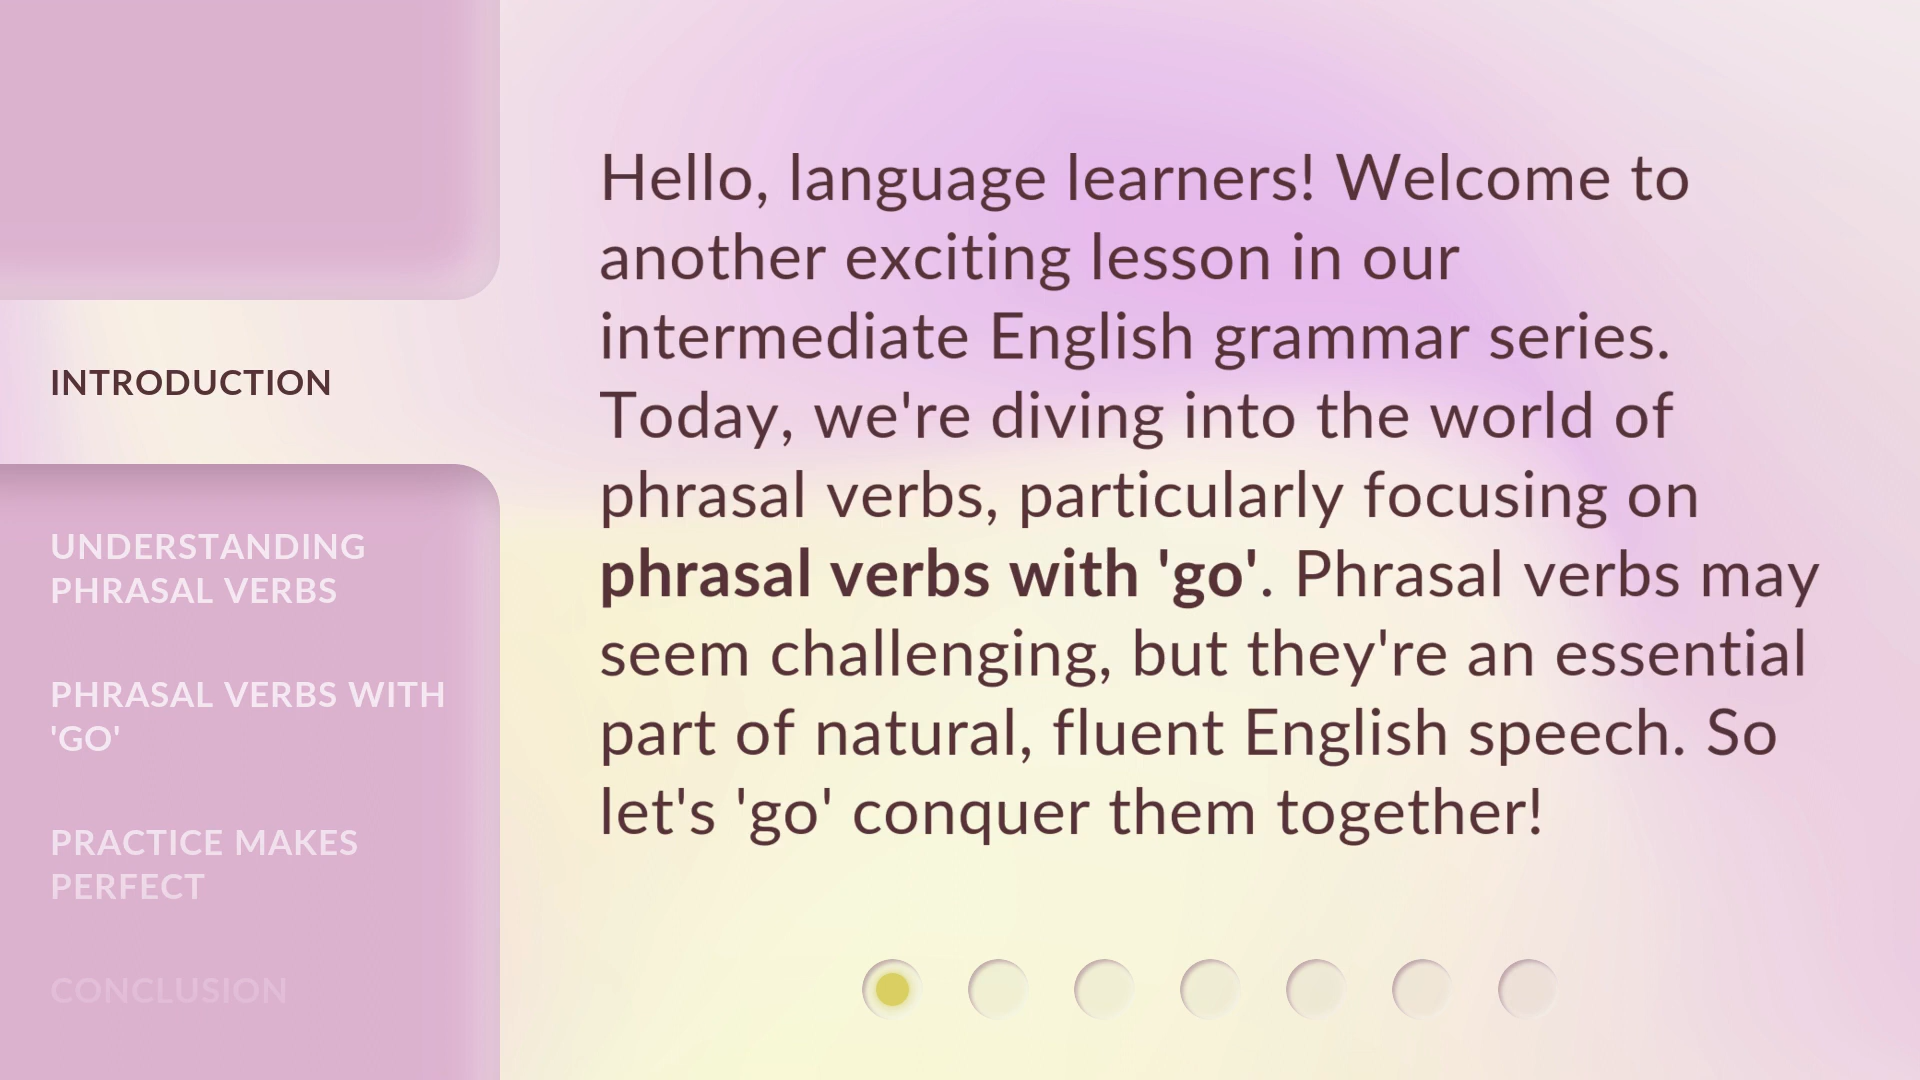 INTRODUCTION
UNDERSTANDING
PHRASAL VERBS
PHRASAL VERBS WITH
'GO'
PRACTICE MAKES
PERFECT
CONCLUSION
Hello, language learners! Welcome to
another exciting lesson in our
intermediate English grammar series.
Today, we're diving into the world of
phrasal verbs, particularly focusing on
phrasal verbs with 'go'. Phrasal verbs may
seem challenging, but they're an essential
part of natural, fluent English speech. So
let's 'go' conquer them together!